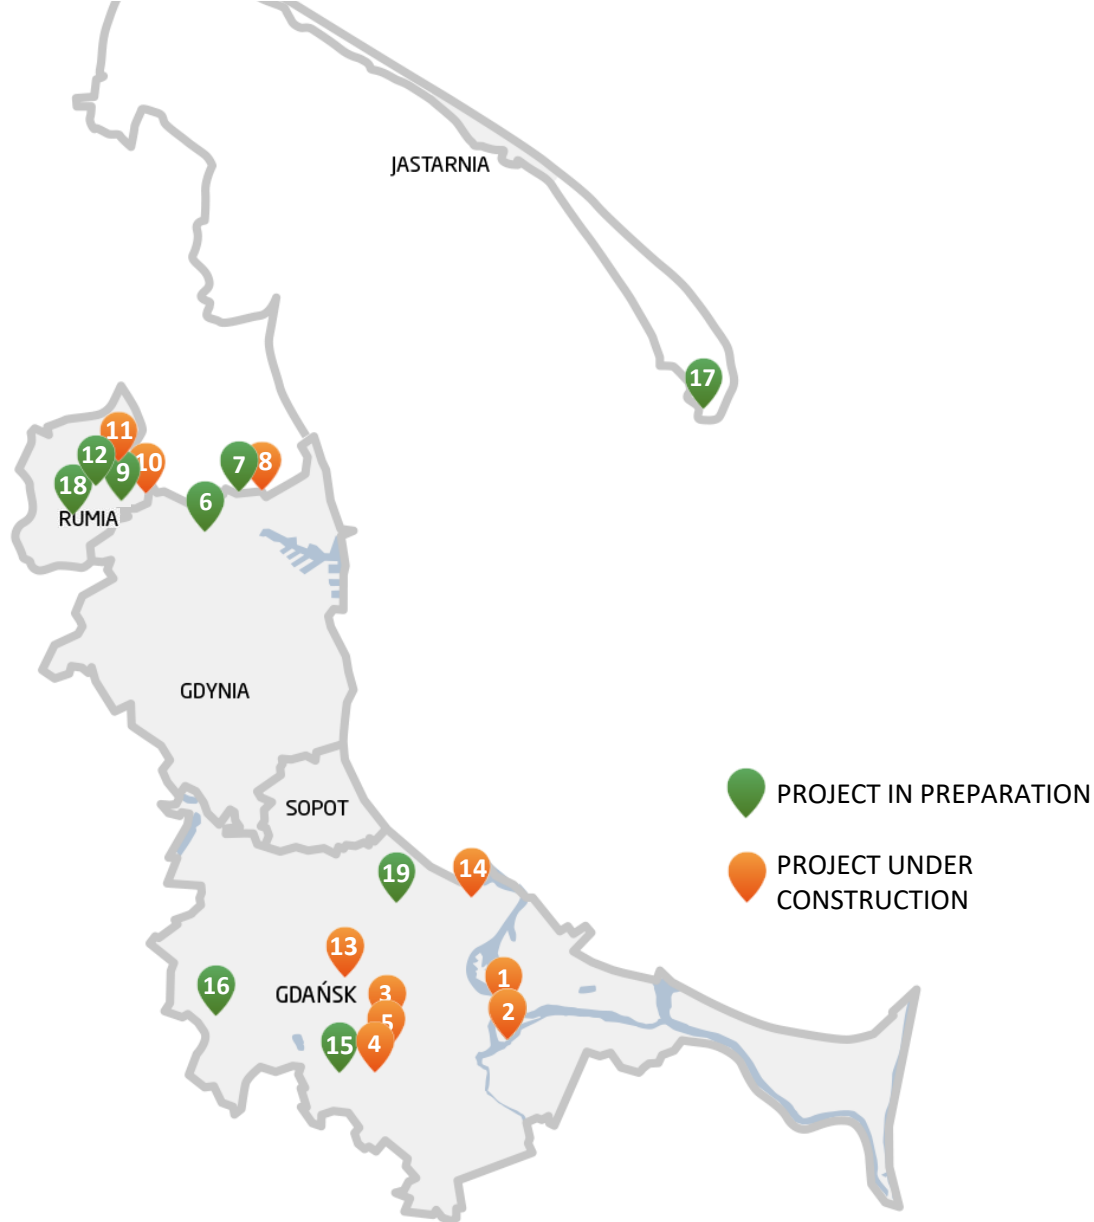 JASTARNIA
17
11
12
10
9
7
8
18
6
RUMIA
GDYNIA
SOPOT
PROJECT IN PREPARATION
PROJECT UNDER
CONSTRUCTION
19
14
13
1
16
GDAŃSK
3
2
5
15
4